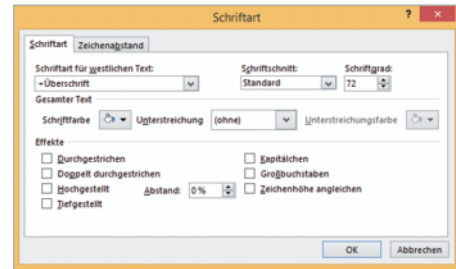 Schriftart
? ×
Schriftart Zeichenabstand
Schriftart für westlichen Text: Schriftschnitt: Schriftgrad:
+Überschrift Standard 72
Gesamter Text
Schriftfarbe Unterstreichung (ohne) Unterstreichungsfarbe
Effekte
Durchgestrichen Kapitälchen
Doppelt durchgestrichen Großbuchstaben
Hochgestellt Abstand: 0% Zeichenhöhe angleichen
Tiefgestellt
OK Abbrechen